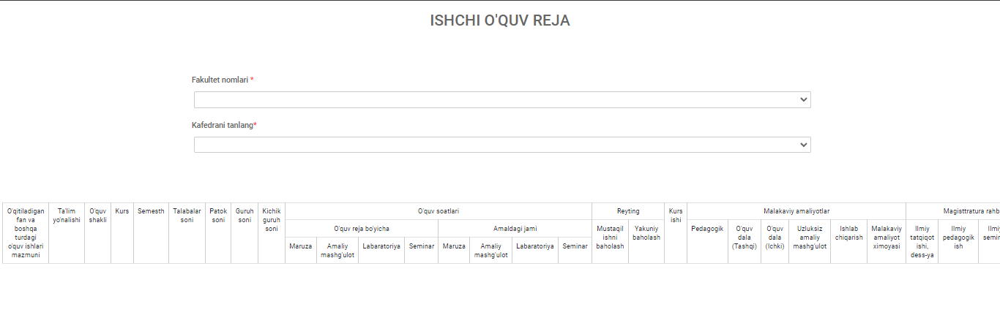 ISHCHI O'QUV REJA
Fakultet nomlari *
Kafedrani tanlang*
O'qitiladigan
fan va
boshqa
turdagi
o'quv ishlari
mazmuni
Ta'lim
yo'nalishi
O'quv
shakli
Kurs
Semesth
Talabalar
soni
Patok
soni
Guruh
soni
Kichik
guruh
soni
O'quv soatlari
O'quv reja bo'yicha
Maruza
Amaliy
mashg'ulot
Labaratoriya
Seminar
Amaldagi jami
Maruza
Amaliy
mashg'ulot
Labaratoriya
Seminar
Reyting
Mustaqil
ishni
baholash
Yakuniy
baholash
Kurs
ishi
Malakaviy amaliyotlar
Pedagogik
O'quv
dala
(Tashqi)
O'quv
dala
(Ichki)
Uzluksiz
amaliy
mashg'ulot
Ishlab
chiqarish
Malakaviy
amaliyot
ximoyasi
Magisttratura rahb
Ilmiy
tatqiqot
ishi,
dess-ya
Ilmiy
pedagogik
ish
Ilmiy
semin